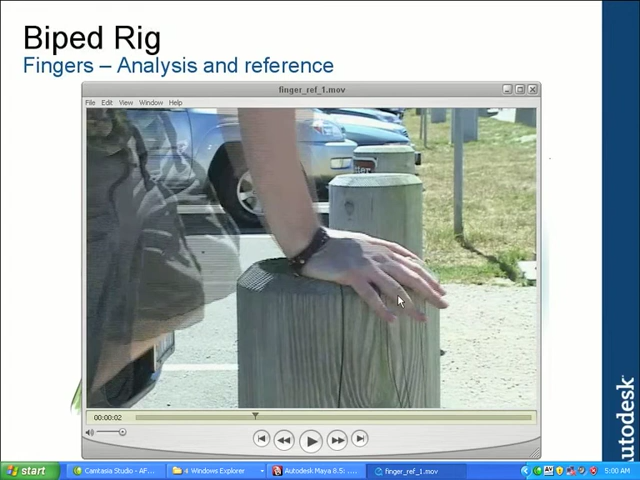 Biped Rig
Fingers – Analysis and reference
finger_ref_1.mov
File Edit View Window Help
00:00:02
Autodesk
start
Camtasia Studio - AF...
4 Windows Explorer
Autodesk Maya 8.5: ...
finger_ref_1.mov
5:00 AM